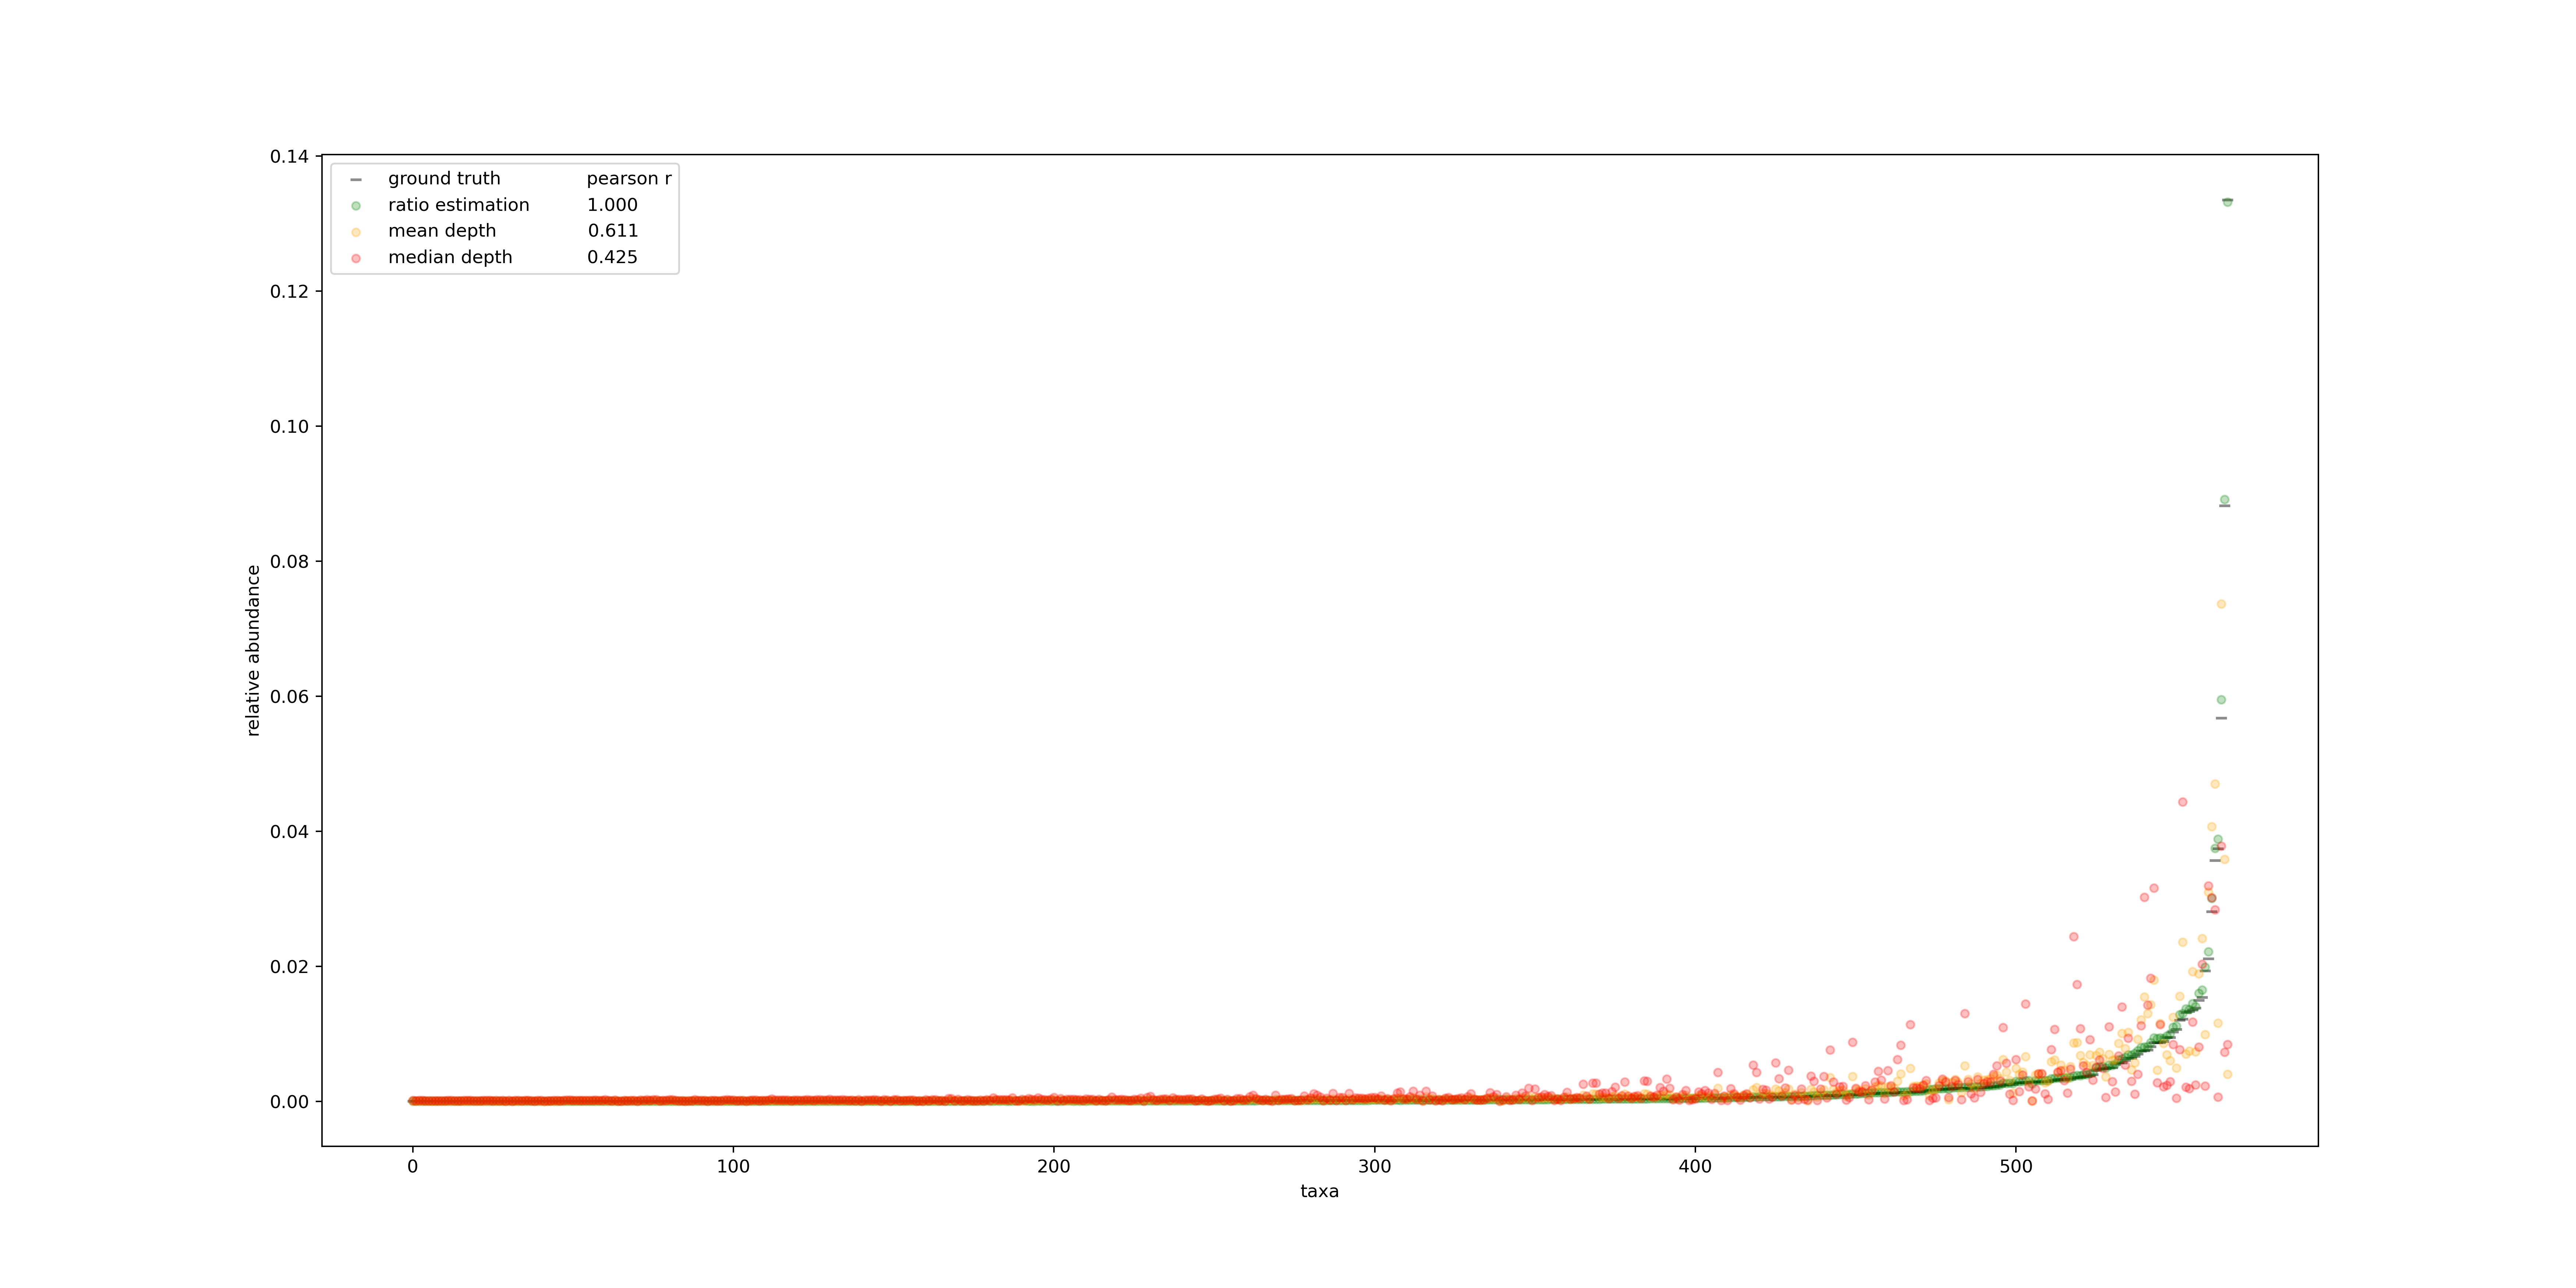 0.14
0.12
0.10
0.08
0.06
0.04
0.02
0.00
relative abundance
ground truth pearson r
ratio estimation 1.000
mean depth 0.611
median depth 0.425
0 100 200 300 400 500
taxa